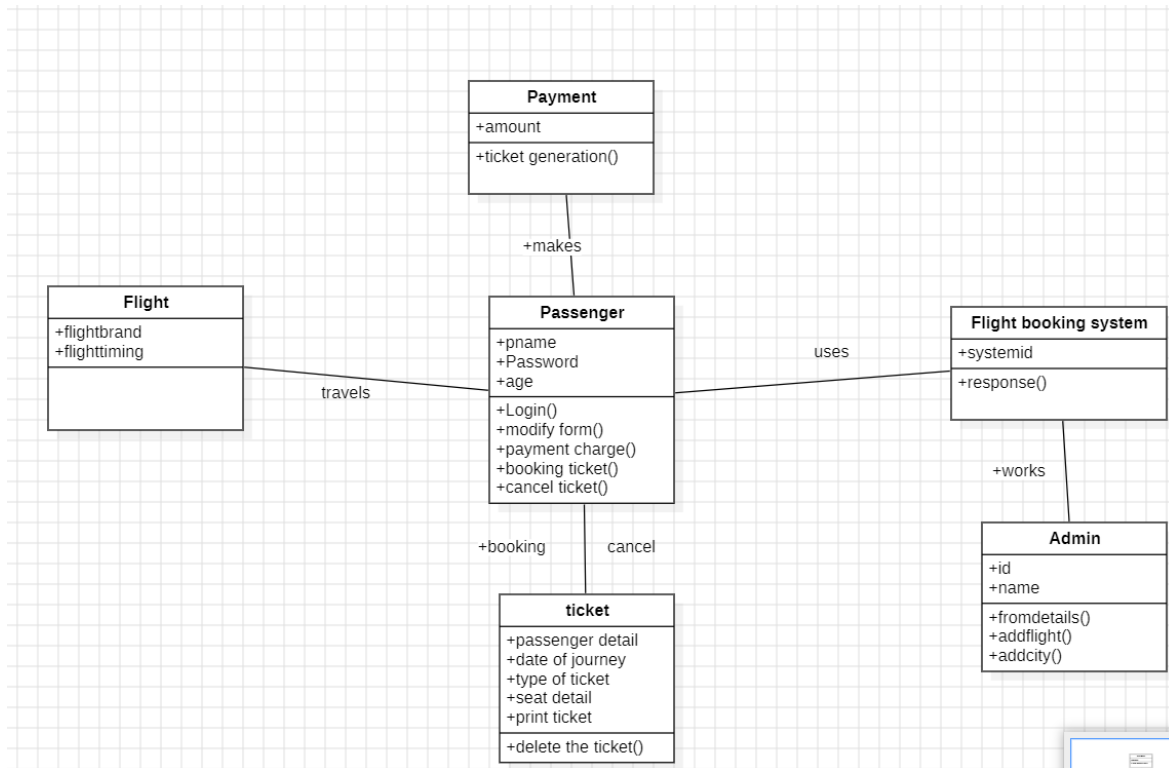 Payment
+amount
+ticket generation()
+makes
Flight
+flightbrand
+flighttiming
travels
Passenger
+pname
+Password
+age
+Login()
+modify form()
+payment charge()
+booking ticket()
+cancel ticket()
uses
Flight booking system
+systemid
+response()
+works
Admin
+id
+name
+fromdetails()
+addflight()
+addcity()
+booking
cancel
ticket
+passenger detail
+date of journey
+type of ticket
+seat detail
+print ticket
+delete the ticket()